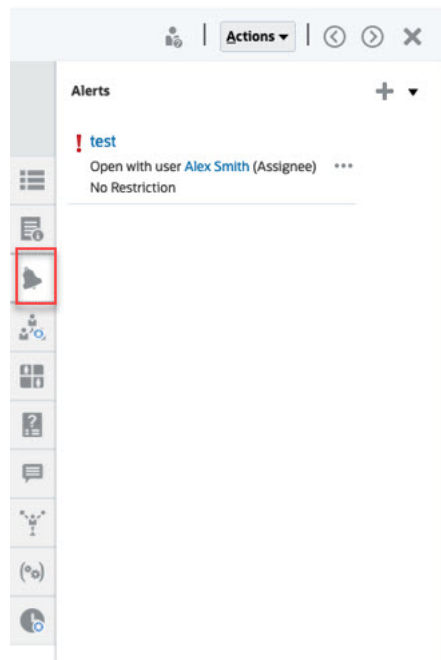 Actions
Alerts
test
Open with user Alex Smith (Assignee)
No Restriction